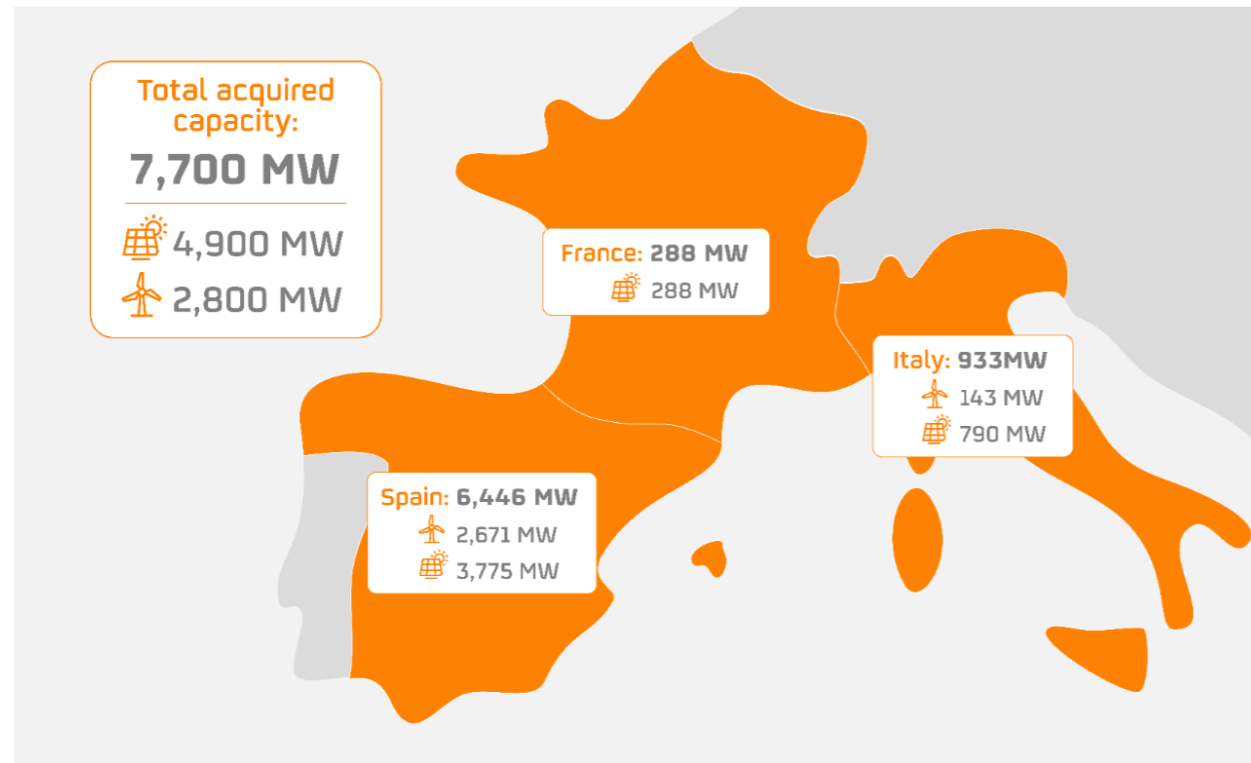 Total acquired
capacity:
7,700 MW
4,900 MW
2,800 MW
France: 288 MW
288 MW
Italy: 933MW
143 MW
790 MW
Spain: 6,446 MW
2,671 MW
3,775 MW